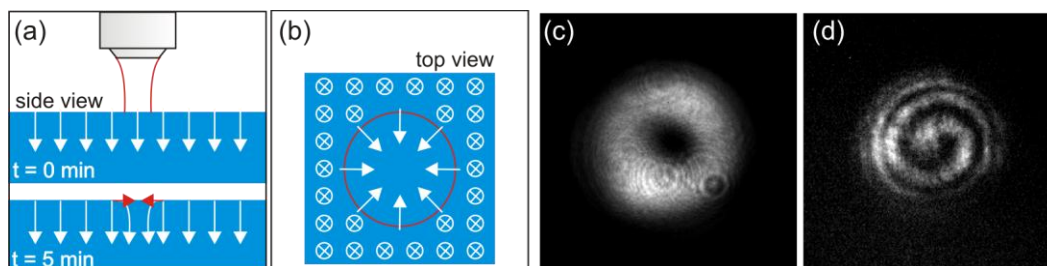 (a)
side view
t = 0 min
t = 5 min
(b)
top view
(c)
(d)